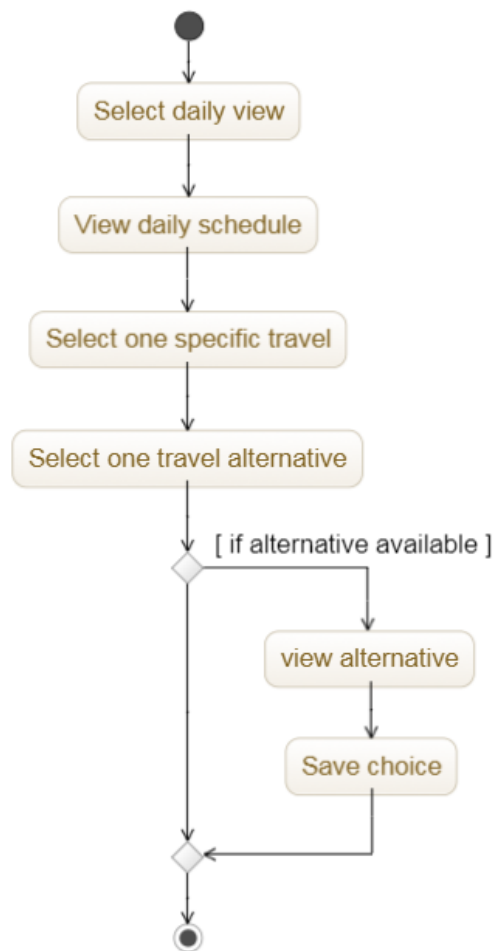 Select daily view
View daily schedule
Select one specific travel
Select one travel alternative
[ if alternative available ]
view alternative
Save choice